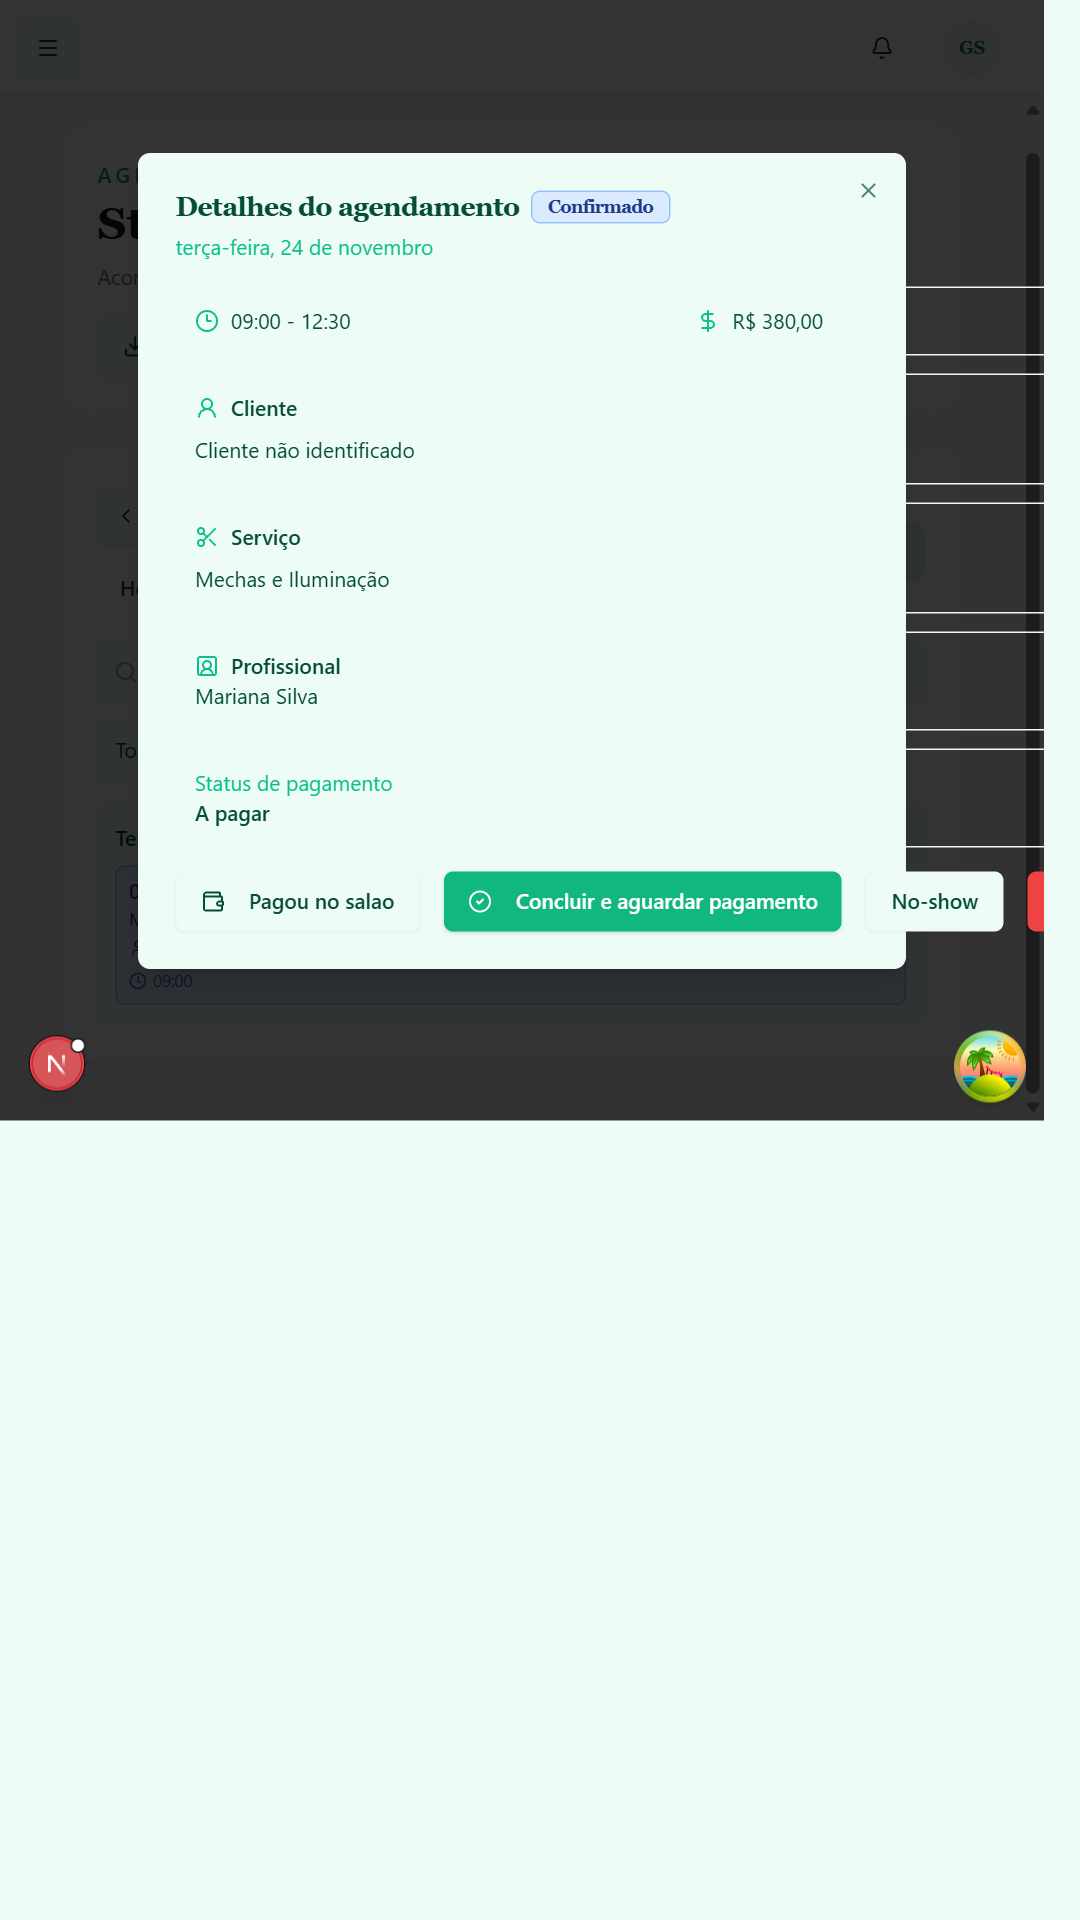 GS
Detalhes do agendamento
Confirmado
terça-feira, 24 de novembro
09:00 - 12:30
R$ 380,00
Cliente
Cliente não identificado
Serviço
Mechas e Iluminação
Profissional
Mariana Silva
Status de pagamento
A pagar
Pagou no salao
Concluir e aguardar pagamento
No-show
09:00
N